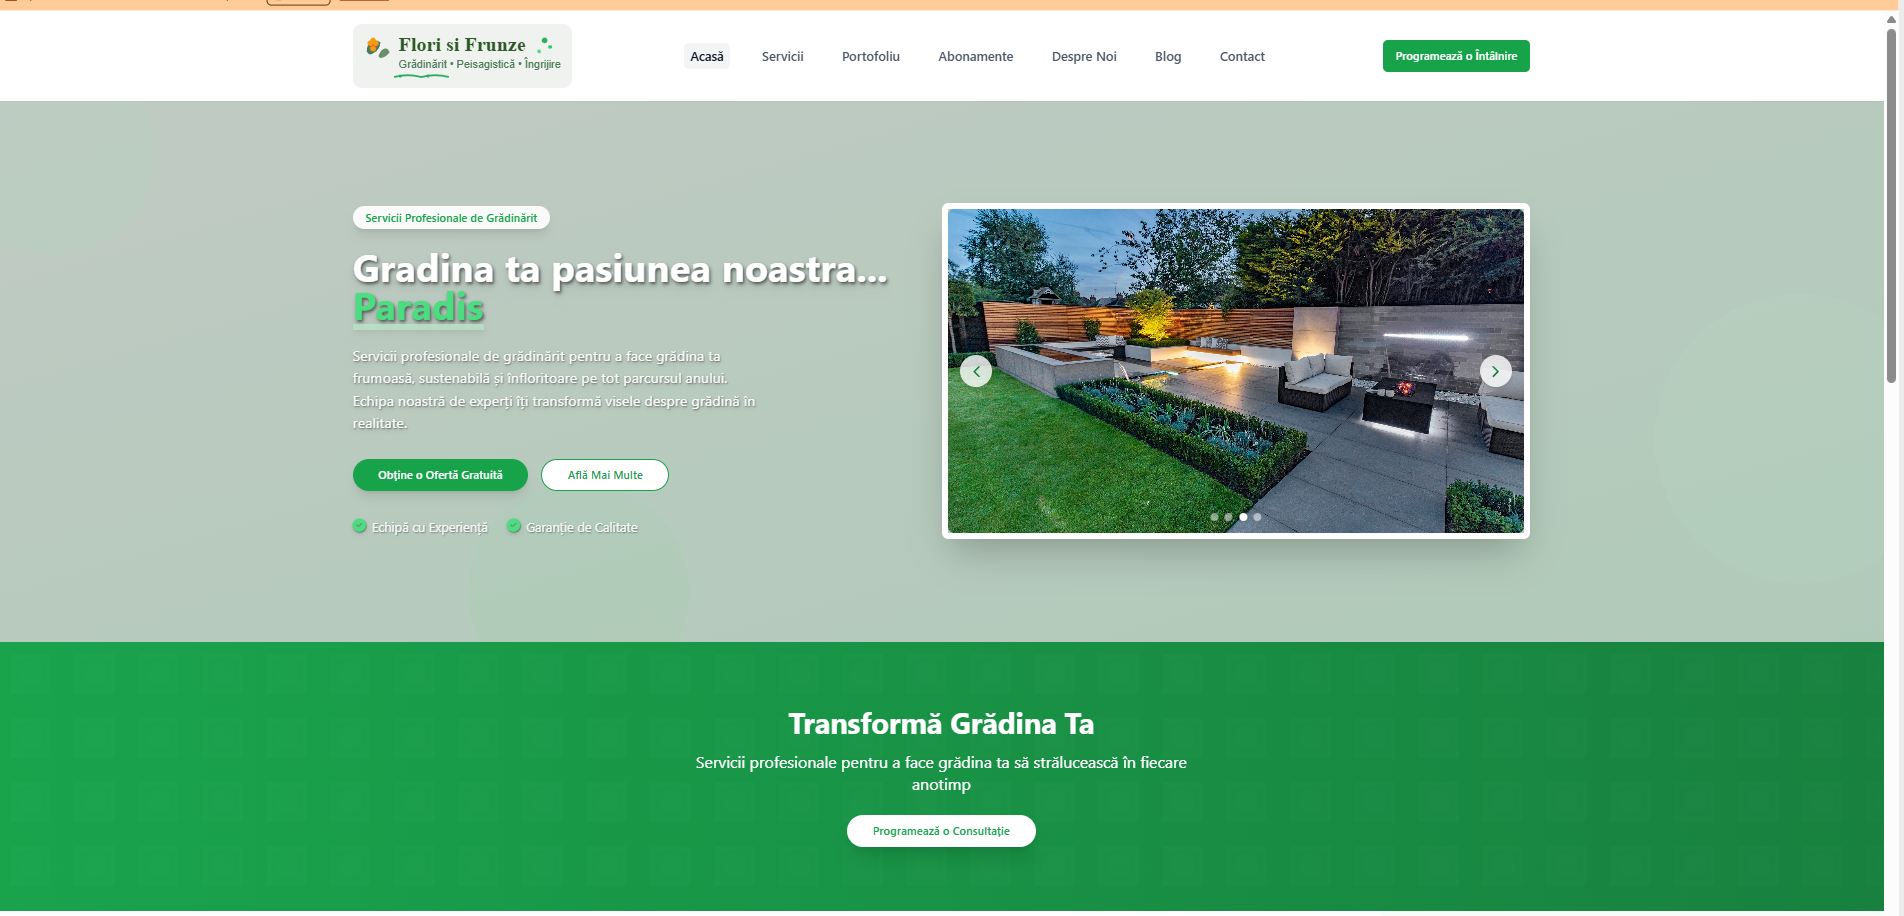 Flori si Frunze
Grădinărit • Peisagistică • Îngrijire
Acasă
Servicii
Portofoliu
Abonamente
Despre Noi
Blog
Contact
Programează o Întâlnire
Servicii Profesionale de Grădinărit
Gradina ta pasiunea noastra...
Paradis
Servicii profesionale de grădinărit pentru a face grădina ta
frumoasă, sustenabilă și înfloritoare pe tot parcursul anului.
Echipa noastră de experți îți transformă visele despre grădină în
realitate.
Obține o Ofertă Gratuită
Află Mai Multe
Echipă cu Experiență
Garanție de Calitate
Transformă Grădina Ta
Servicii profesionale pentru a face grădina ta să strălucească în fiecare
anotimp
Programează o Consultație